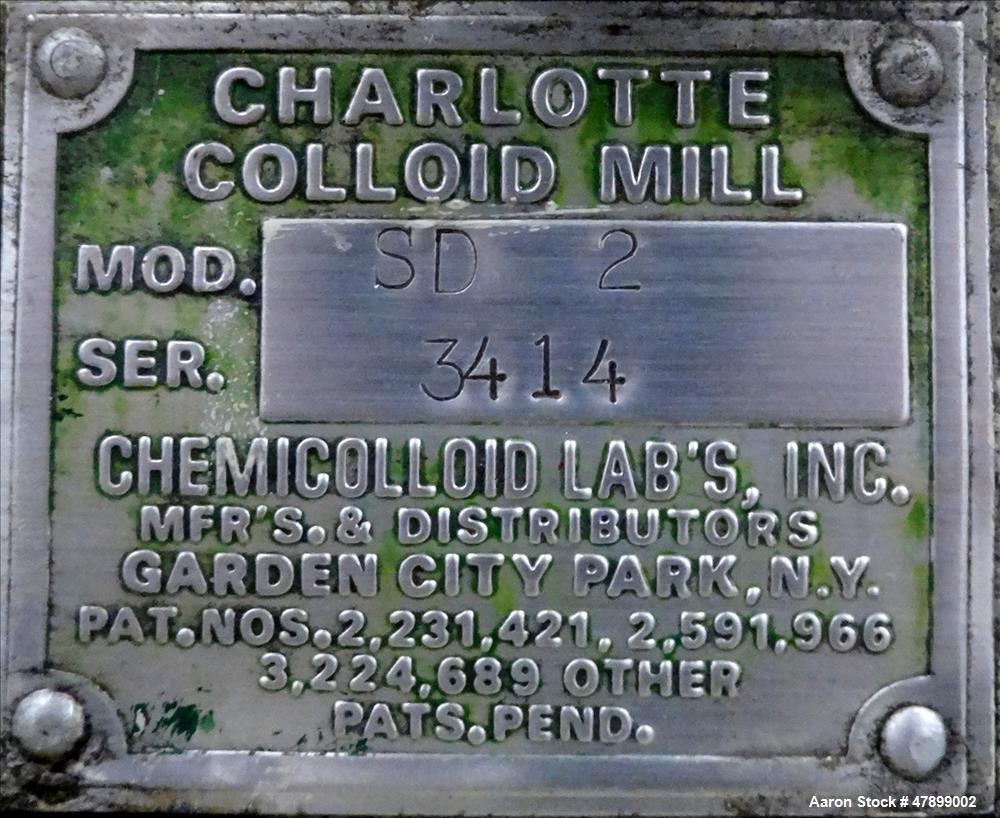 CHARLOTTE
COLLOID MILL
MOD. SD 2
SER. 3414
CHEMICOLLOID LAB'S, INC.
MFR'S. & DISTRIBUTORS
GARDEN CITY PARK, N.Y.
PAT. NOS. 2,231,421, 2,591,966
3,224,689 OTHER
PATS. PEND.
Aaron Stock # 47899002